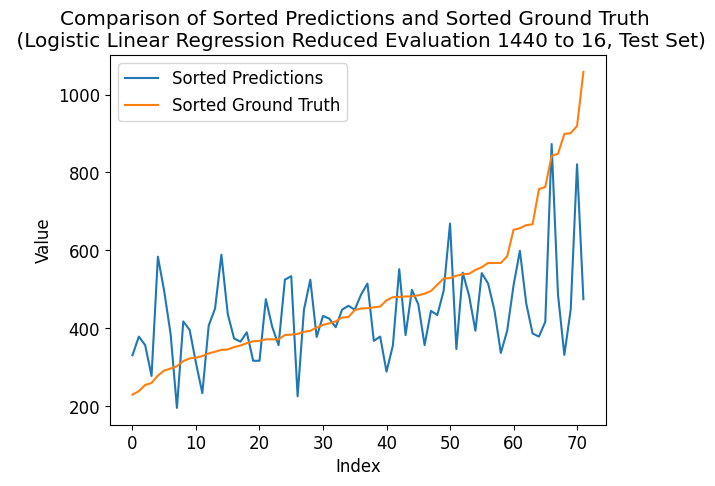 Comparison of Sorted Predictions and Sorted Ground Truth
(Logistic Linear Regression Reduced Evaluation 1440 to 16, Test Set)
Sorted Predictions
Sorted Ground Truth
1000
800
600
400
200
Value
0 10 20 30 40 50 60 70
Index